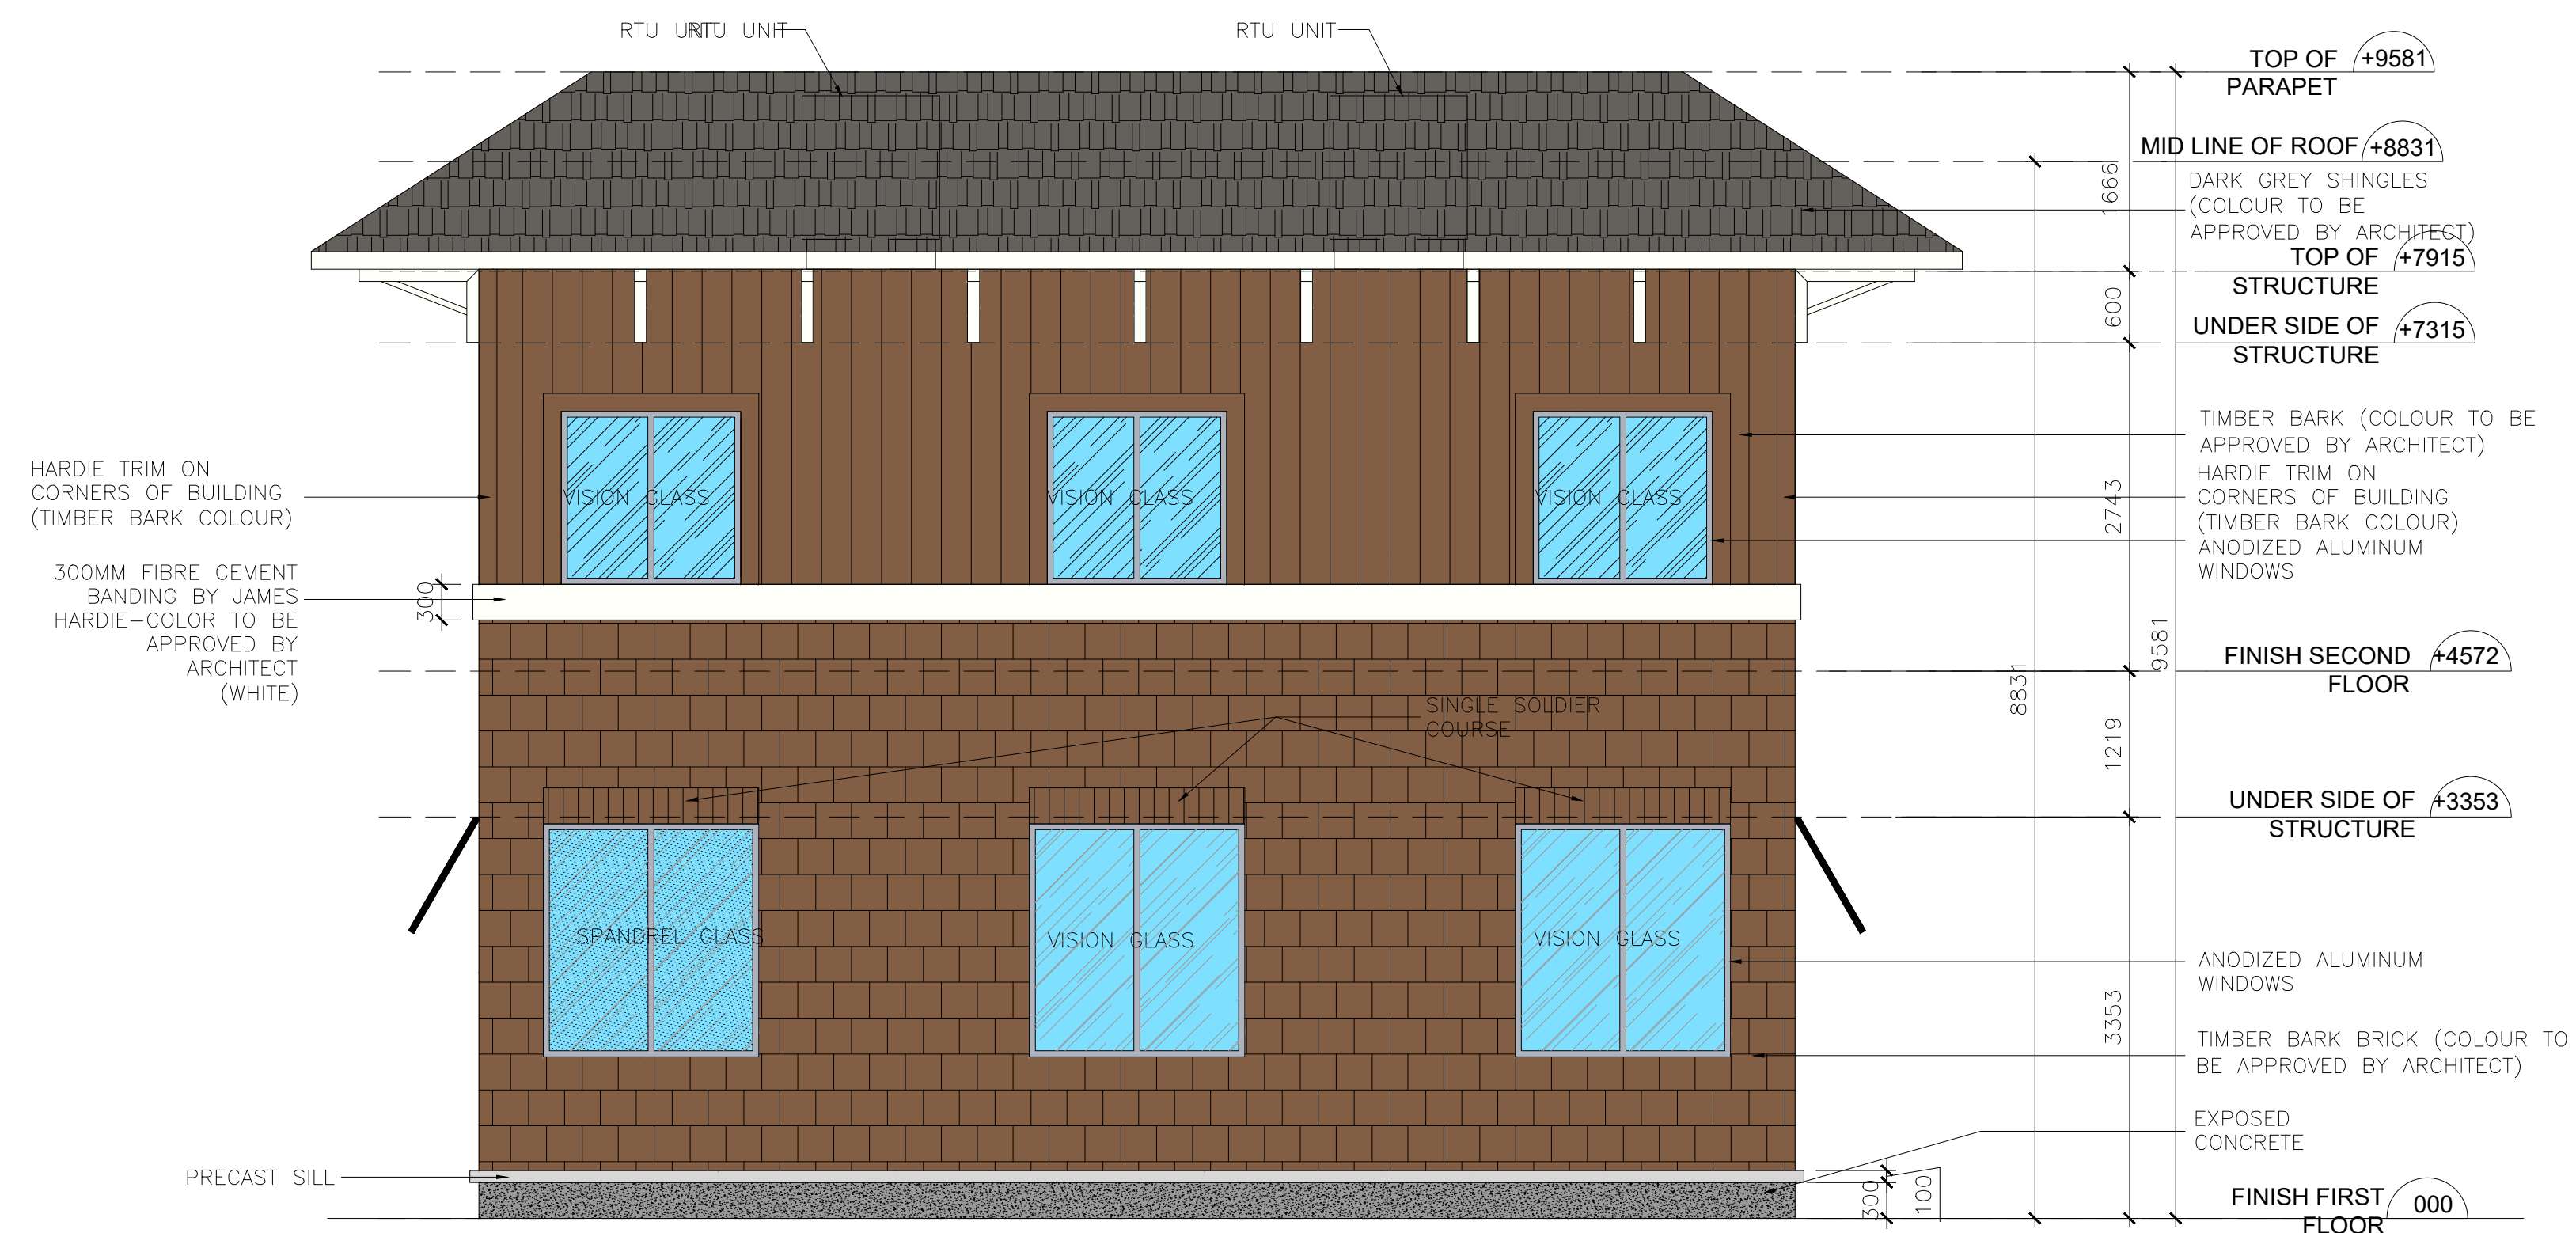 RTU UNIT
RTU UNIT
RTU UNIT
TOP OF +9581
PARAPET
MID LINE OF ROOF +8831
1666
DARK GREY SHINGLES
(COLOUR TO BE
APPROVED BY ARCHITECT)
TOP OF +7915
STRUCTURE
600
UNDER SIDE OF +7315
STRUCTURE
TIMBER BARK (COLOUR TO BE
APPROVED BY ARCHITECT)
HARDIE TRIM ON
CORNERS OF BUILDING
(TIMBER BARK COLOUR)
HARDIE TRIM ON
CORNERS OF BUILDING
(TIMBER BARK COLOUR)
ANODIZED ALUMINUM
WINDOWS
2743
VISION GLASS
VISION GLASS
VISION GLASS
300MM FIBRE CEMENT
BANDING BY JAMES
HARDIE-COLOR TO BE
APPROVED BY
ARCHITECT
(WHITE)
300
9581
8831
FINISH SECOND +4572
FLOOR
SINGLE SOLDIER
COURSE
1219
UNDER SIDE OF +3353
STRUCTURE
SPANDREL GLASS
VISION GLASS
VISION GLASS
ANODIZED ALUMINUM
WINDOWS
3353
TIMBER BARK BRICK (COLOUR TO
BE APPROVED BY ARCHITECT)
EXPOSED
CONCRETE
PRECAST SILL
300
100
FINISH FIRST 000
FLOOR